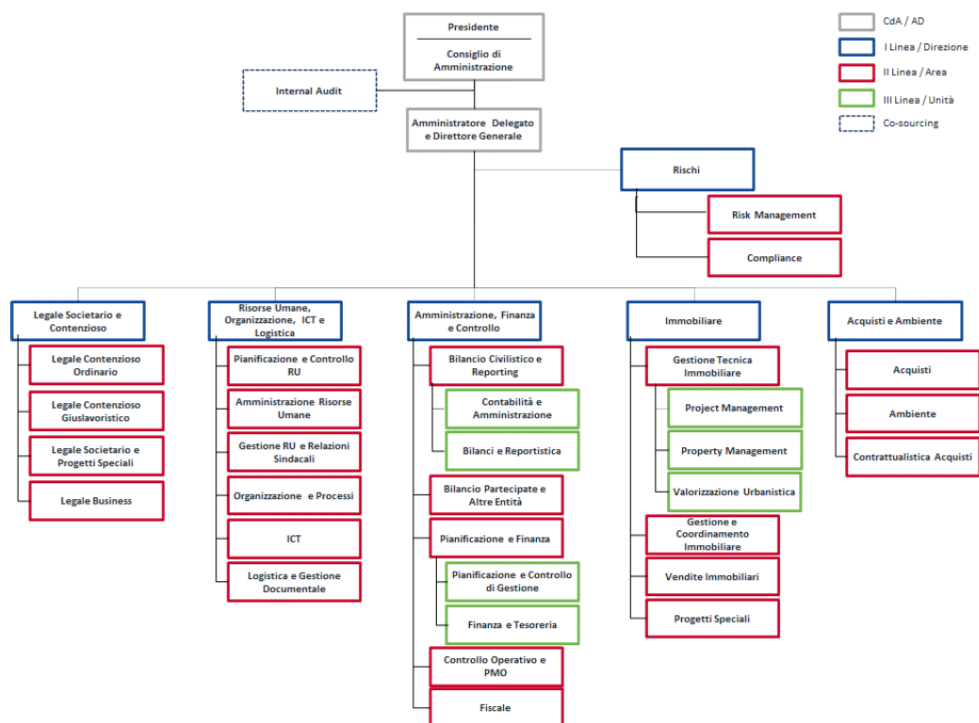 Presidente
Consiglio di
Amministrazione
CdA / AD
I Linea / Direzione
II Linea / Area
III Linea / Unità
Co-sourcing
Internal Audit
Amministratore Delegato
e Direttore Generale
Rischi
Risk Management
Compliance
Legale Societario e
Contenzioso
Legale Contenzioso
Ordinario
Legale Contenzioso
Giuslavoristico
Legale Societario e
Progetti Speciali
Legale Business
Risorse Umane,
Organizzazione, ICT e
Logistica
Pianificazione e Controllo
RU
Amministrazione Risorse
Umane
Gestione RU e Relazioni
Sindacali
Organizzazione e Processi
ICT
Logistica e Gestione
Documentale
Amministrazione, Finanza
e Controllo
Bilancio Civilistico e
Reporting
Contabilità e
Amministrazione
Bilanci e Reportistica
Bilancio Partecipate e
Altre Entità
Pianificazione e Finanza
Pianificazione e Controllo
di Gestione
Finanza e Tesoreria
Controllo Operativo e
PMO
Fiscale
Immobiliare
Gestione Tecnica
Immobiliare
Project Management
Property Management
Valorizzazione Urbanistica
Gestione e
Coordinamento
Immobiliare
Vendite Immobiliari
Progetti Speciali
Acquisti e Ambiente
Acquisti
Ambiente
Contrattualistica Acquisti